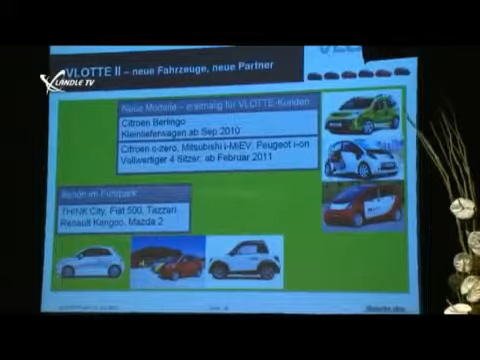 VLOTTE II – neue Fahrzeuge, neue Partner
LÄNDLE TV
Neue Modelle – erstmalig für VLOTTE-Kunden
Citroen Berlingo
Kleinlieferwagen ab Sep 2010
Citroen c-zero, Mitsubishi i-MiEV, Peugeot i-on
Vollwertiger 4 Sitzer, ab Februar 2011
Bereits im Fuhrpark:
THINK City, Fiat 500, Tazzari,
Renault Kangoo, Mazda 2